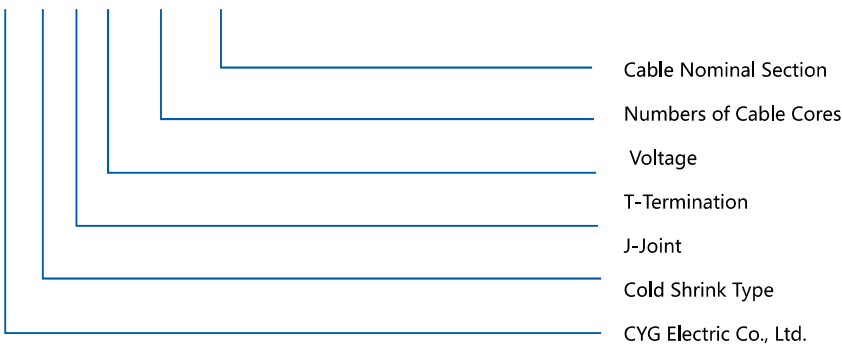 Cable Nominal Section
Numbers of Cable Cores
Voltage
T-Termination
J-Joint
Cold Shrink Type
CYG Electric Co., Ltd.